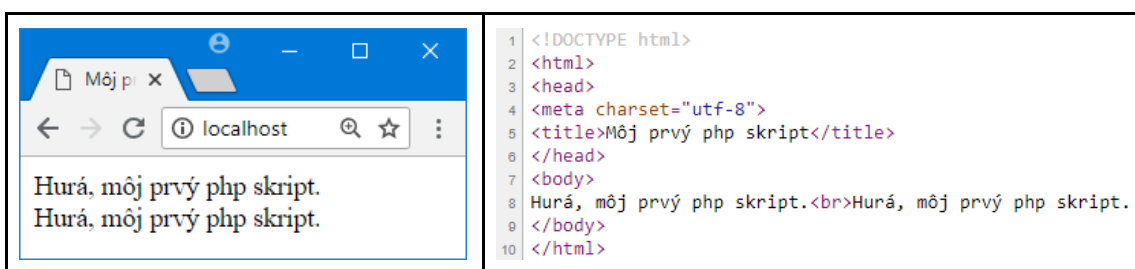 Môj p
localhost
Hurá, môj prvý php skript.
Hurá, môj prvý php skript.
1 <!DOCTYPE html>
2 <html>
3 <head>
4 <meta charset="utf-8">
5 <title>Môj prvý php skript</title>
6 </head>
7 <body>
8 Hurá, môj prvý php skript.<br>Hurá, môj prvý php skript.
9 </body>
10 </html>